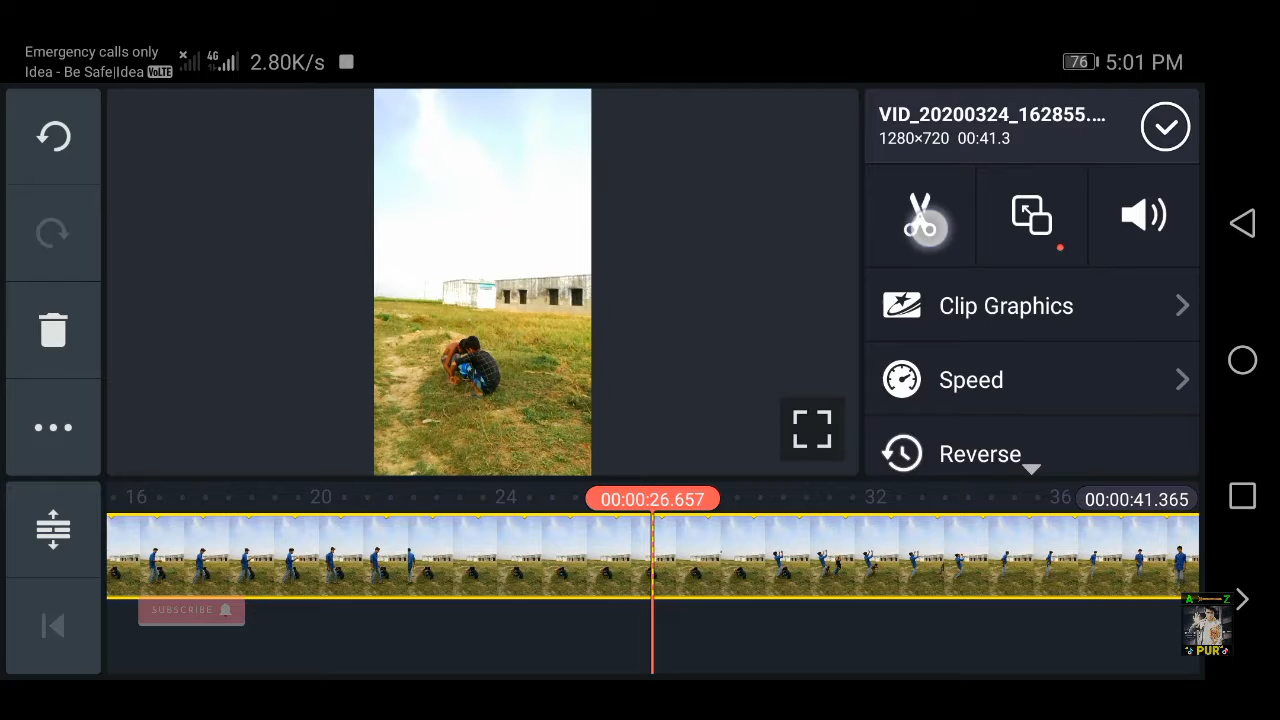 Emergency calls only
Idea - Be Safe|Idea VoLTE
4G
2.80K/s
76
5:01 PM
VID_20200324_162855....
1280×720 00:41.3
Clip Graphics
Speed
Reverse
16
20
24
00:00:26.657
32
36
00:00:41.365
SUBSCRIBE
A Z
PUR